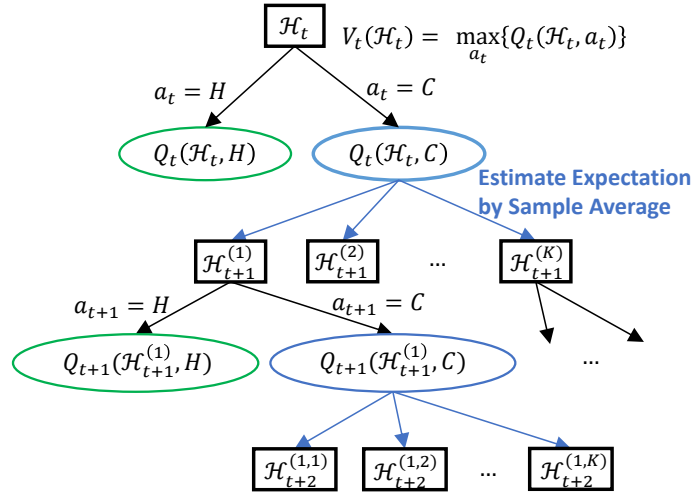 ℋ_t V_t(ℋ_t) = max_{a_t}{Q_t(ℋ_t, a_t)}
a_t = H a_t = C
Q_t(ℋ_t, H) Q_t(ℋ_t, C)
Estimate Expectation
by Sample Average
ℋ_{t+1}^{(1)} ℋ_{t+1}^{(2)} ... ℋ_{t+1}^{(K)}
a_{t+1} = H a_{t+1} = C
Q_{t+1}(ℋ_{t+1}^{(1)}, H) Q_{t+1}(ℋ_{t+1}^{(1)}, C) ...
ℋ_{t+2}^{(1,1)} ℋ_{t+2}^{(1,2)} ... ℋ_{t+2}^{(1,K)}